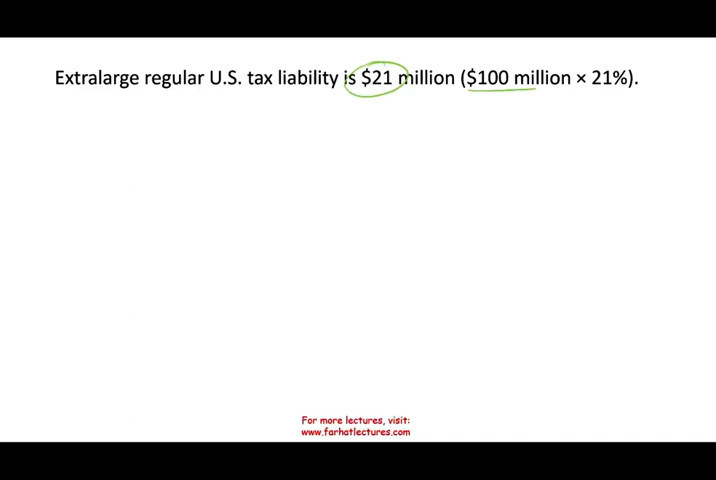 Extralarge regular U.S. tax liability is $21 million ($100 million × 21%).
For more lectures, visit:
www.farhatlectures.com